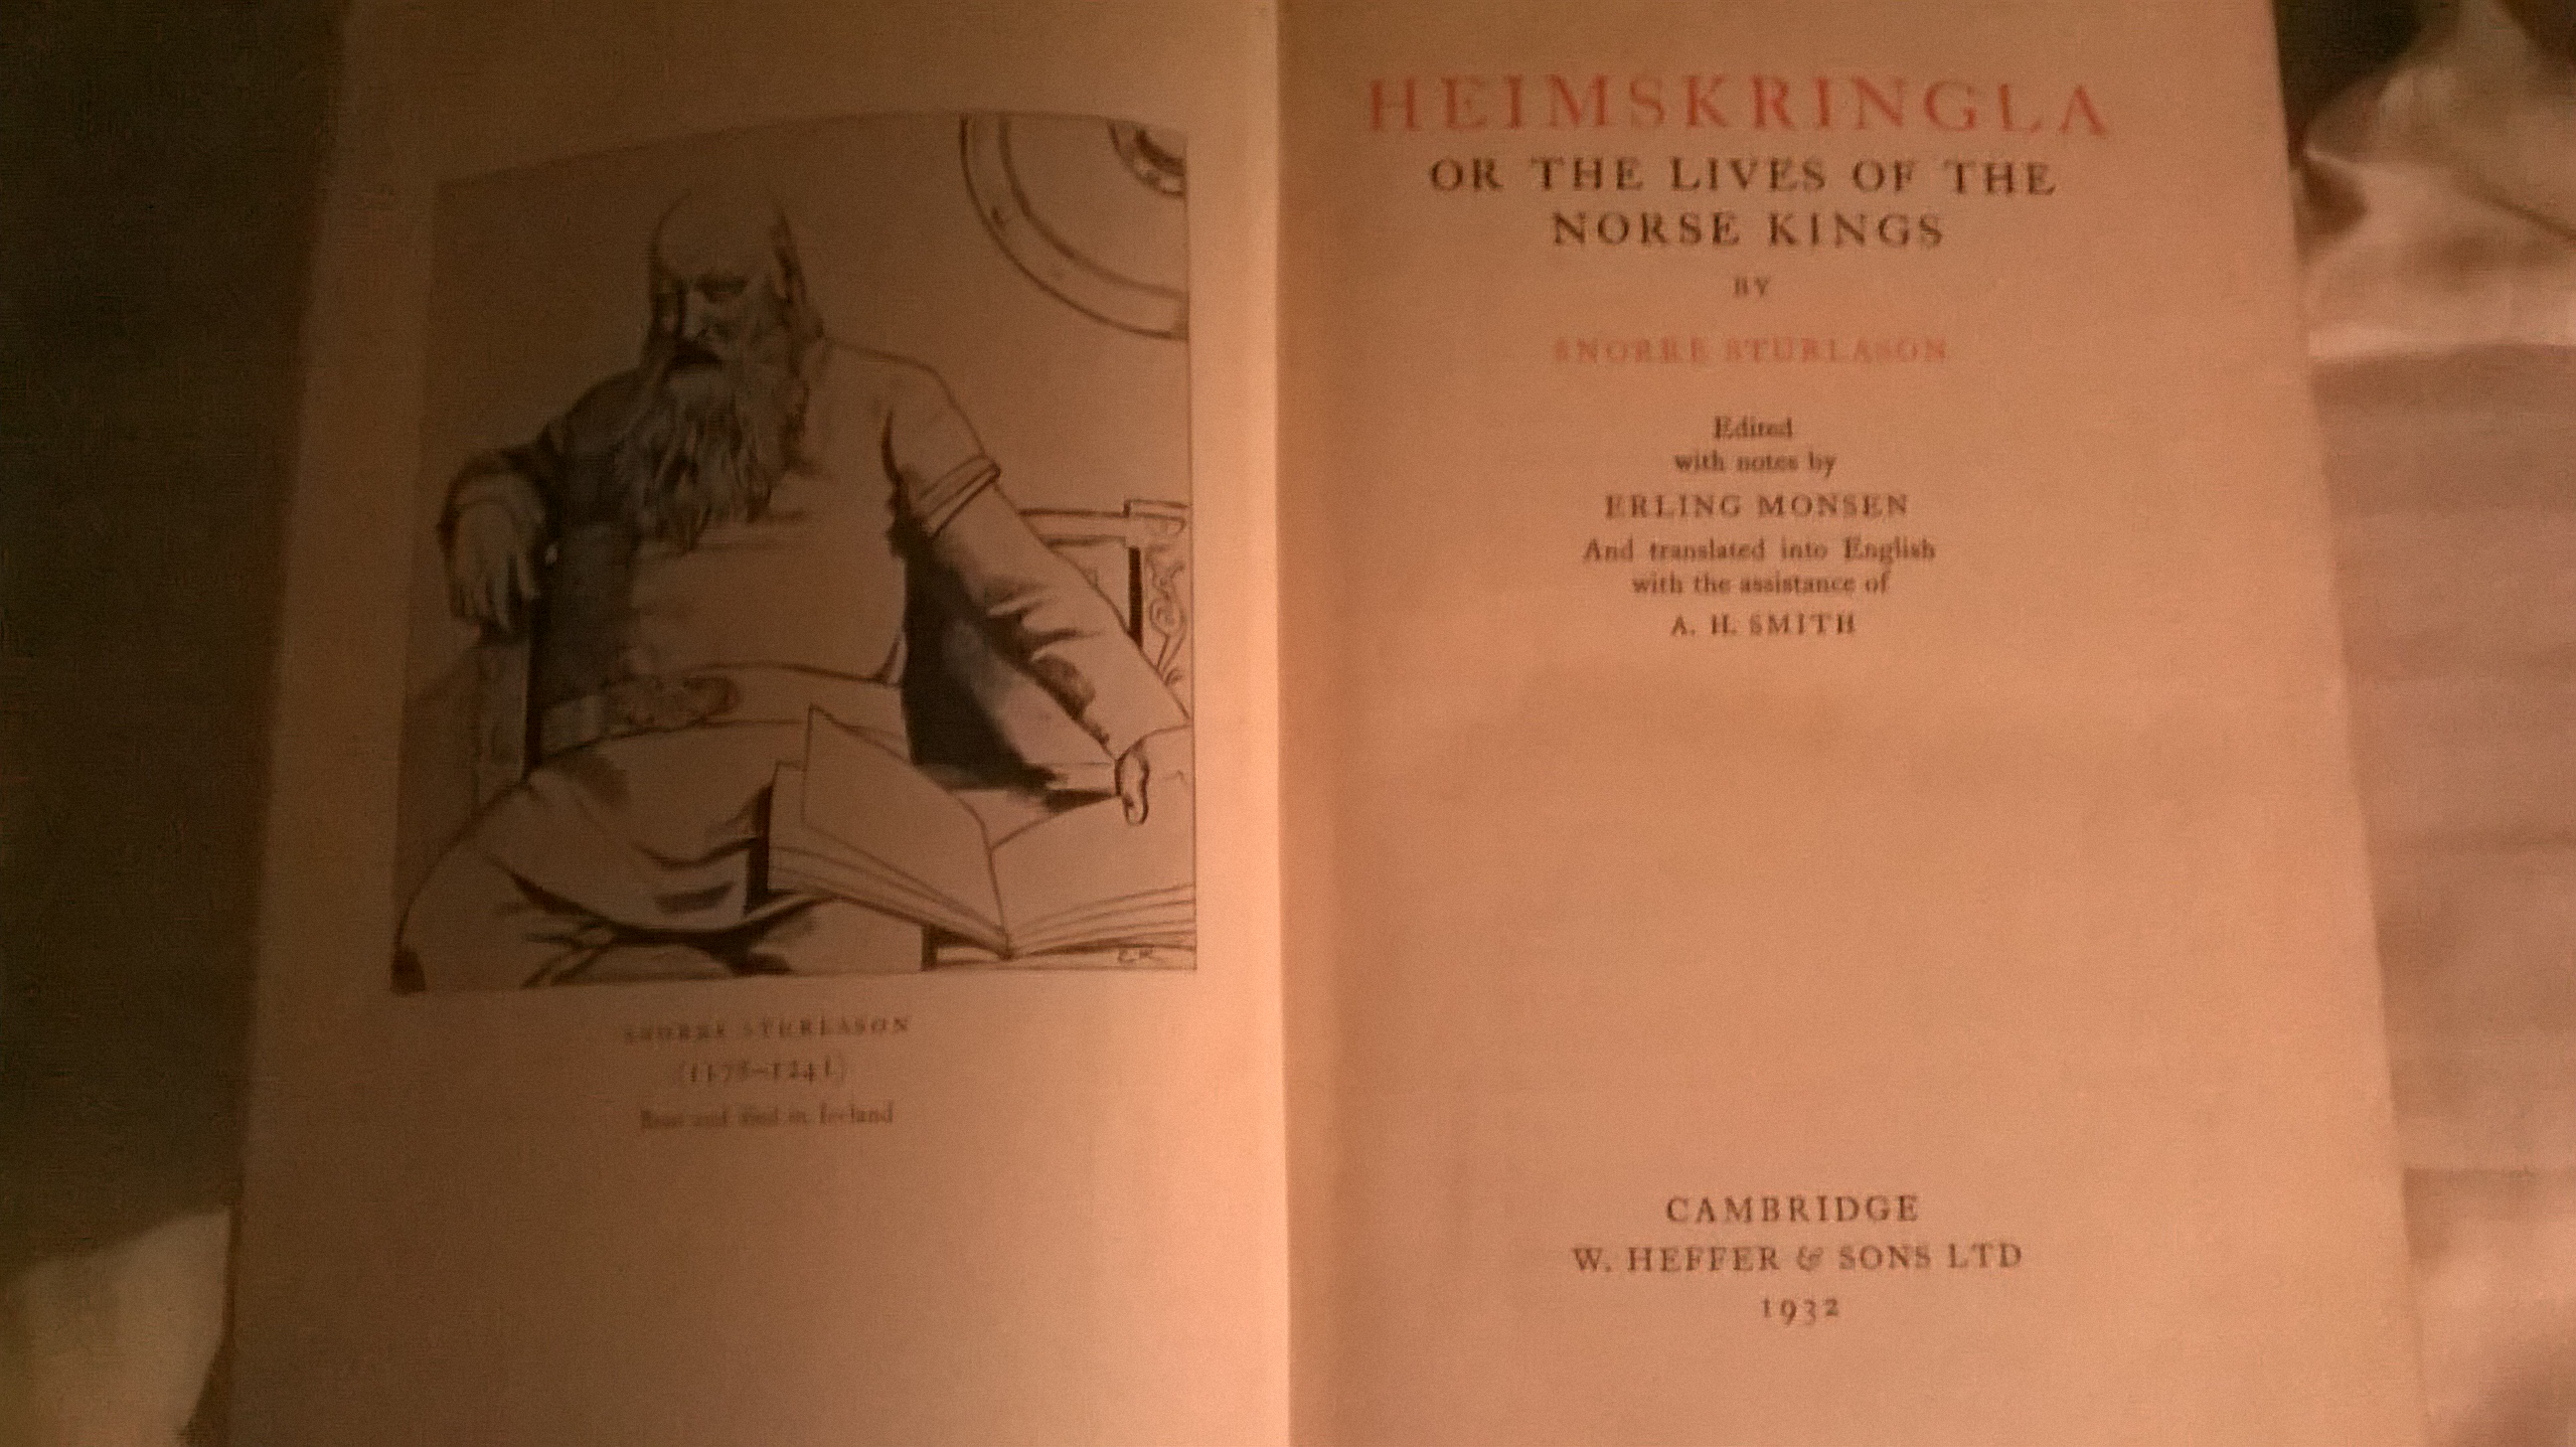 SNORRE STURLASON
(1178–1241)
Born and died in Iceland
HEIMSKRINGLA
OR THE LIVES OF THE
NORSE KINGS
BY
SNORRE STURLASON
Edited
with notes by
ERLING MONSEN
And translated into English
with the assistance of
A. H. SMITH
CAMBRIDGE
W. HEFFER & SONS LTD
1932